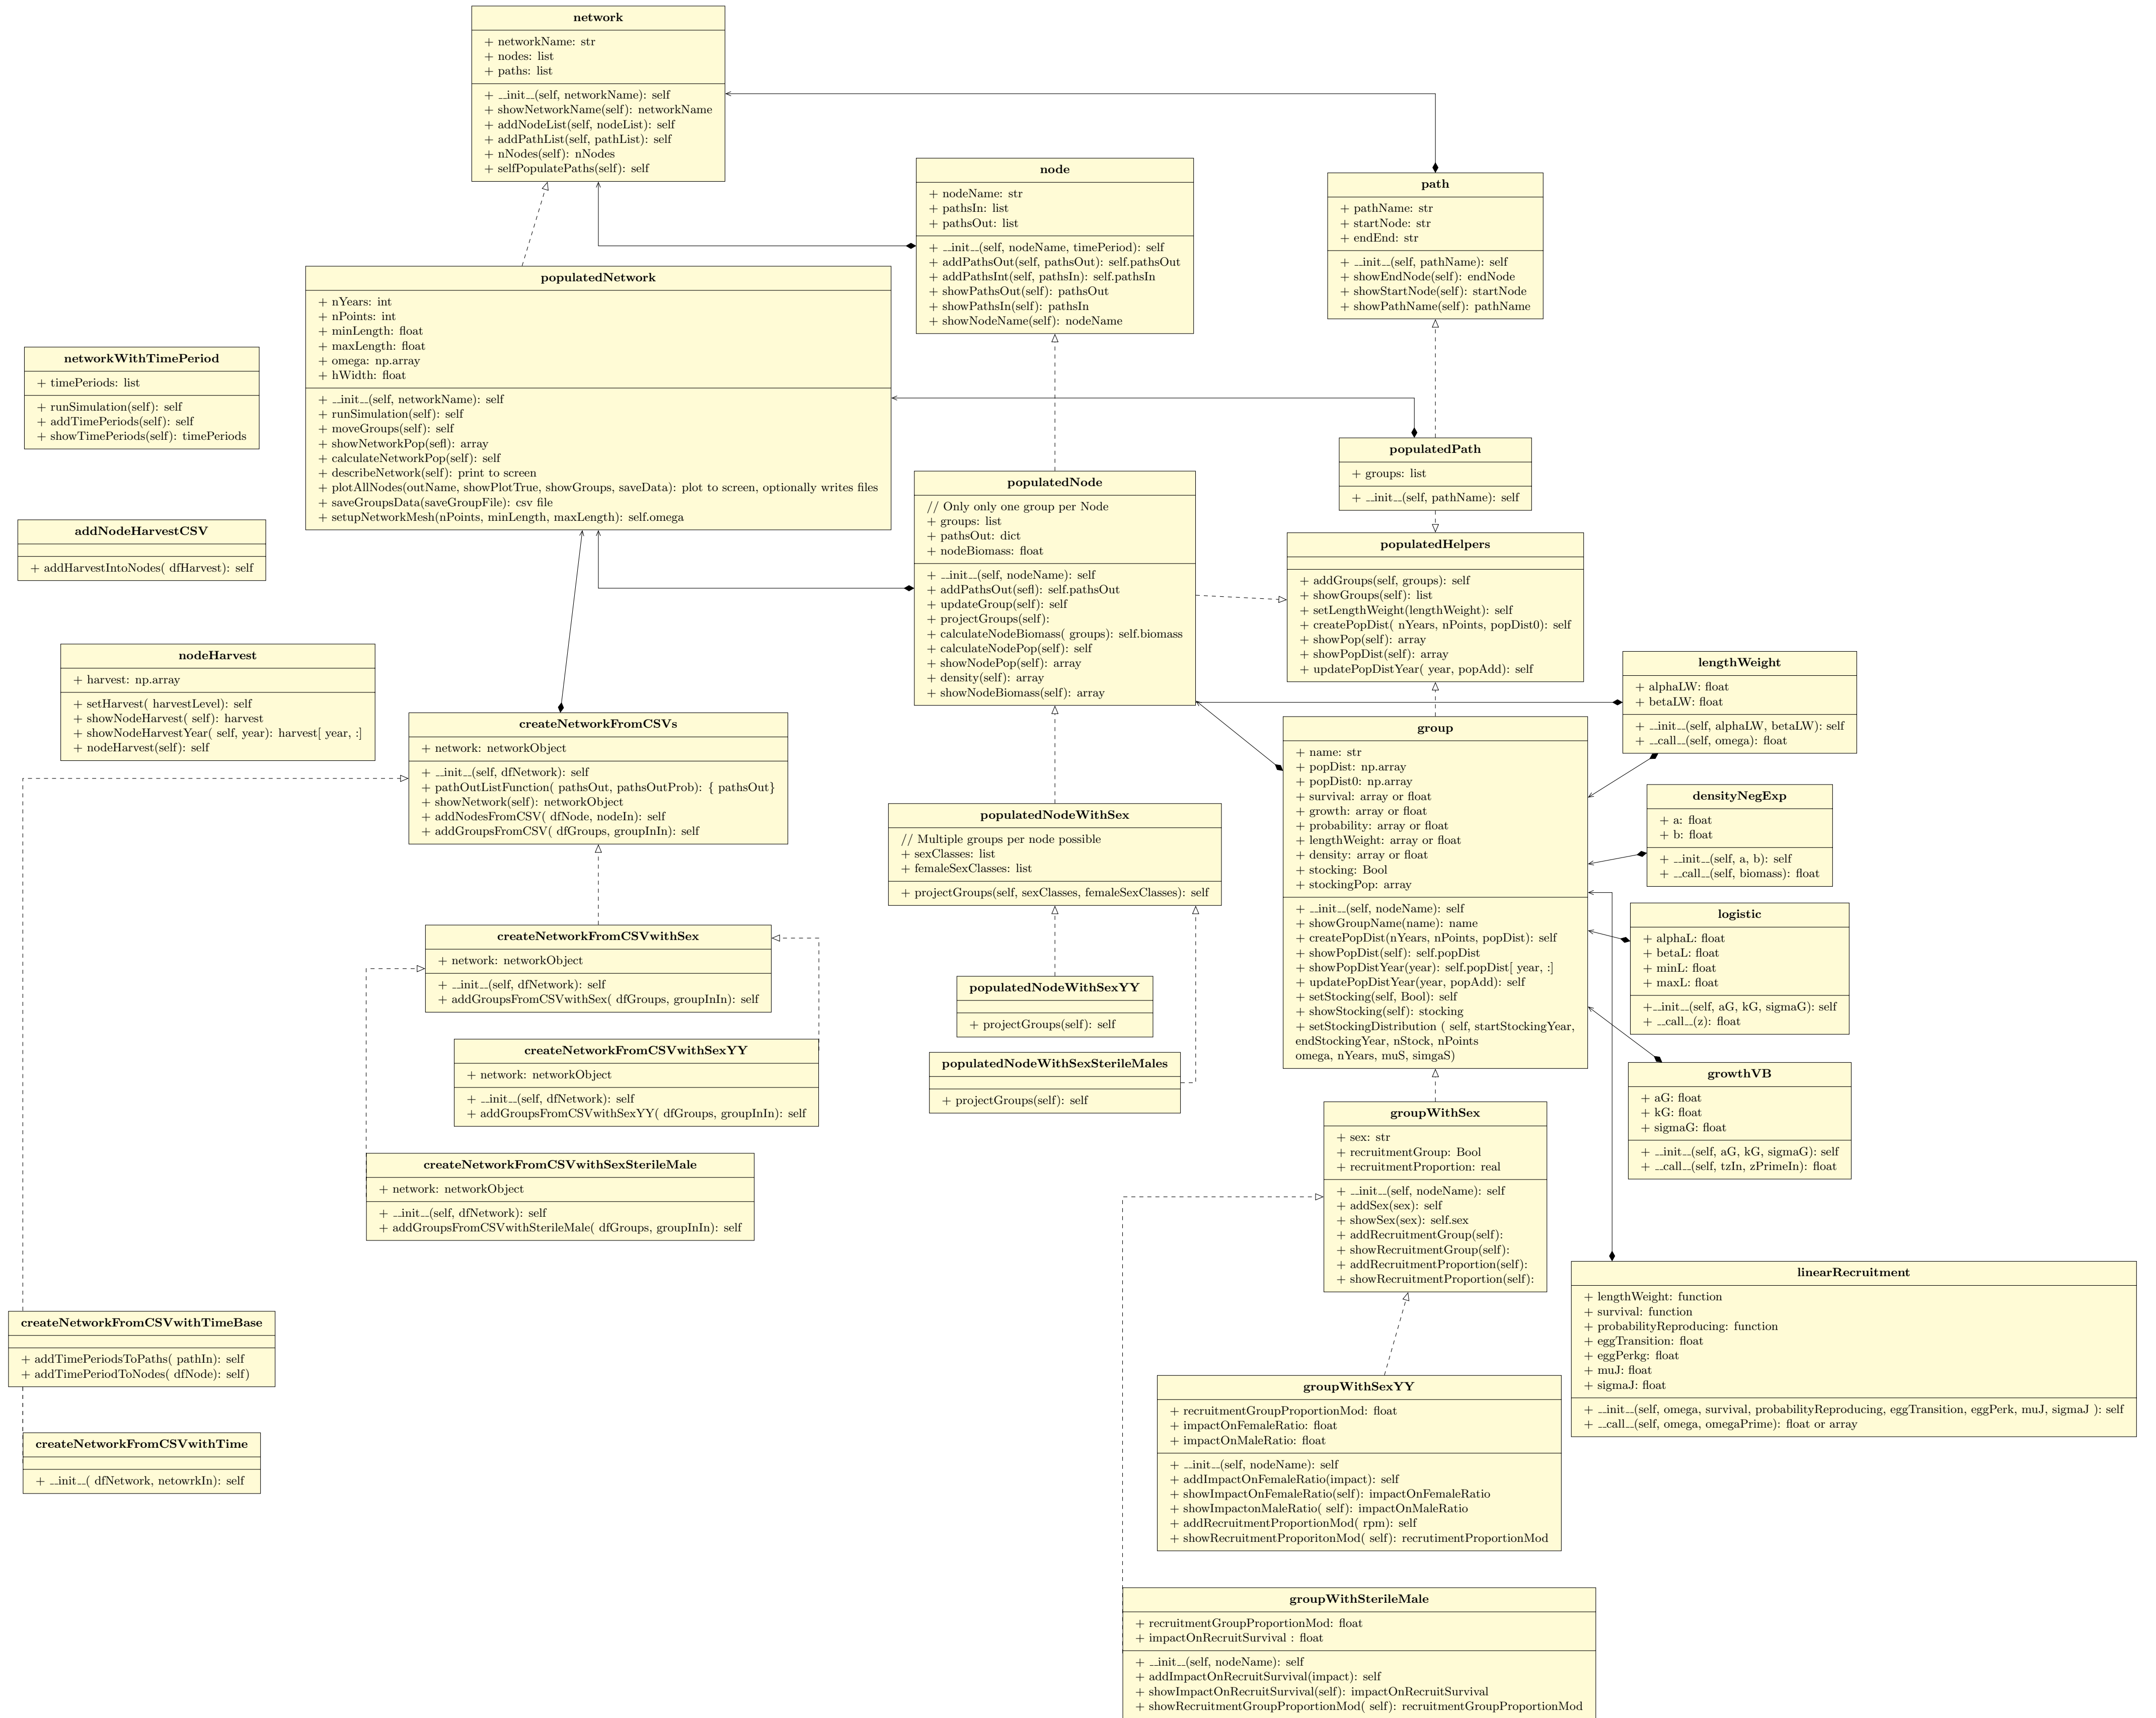 network
+ networkName: str
+ nodes: list
+ paths: list
+ __init__(self, networkName): self
+ showNetworkName(self): networkName
+ addNodeList(self, nodeList): self
+ addPathList(self, pathList): self
+ nNodes(self): nNodes
+ selfPopulatePaths(self): self
node
+ nodeName: str
+ pathsIn: list
+ pathsOut: list
+ __init__(self, nodeName, timePeriod): self
+ addPathsOut(self, pathsOut): self.pathsOut
+ addPathsInt(self, pathsIn): self.pathsIn
+ showPathsOut(self): pathsOut
+ showPathsIn(self): pathsIn
+ showNodeName(self): nodeName
path
+ pathName: str
+ startNode: str
+ endEnd: str
+ __init__(self, pathName): self
+ showEndNode(self): endNode
+ showStartNode(self): startNode
+ showPathName(self): pathName
populatedNetwork
+ nYears: int
+ nPoints: int
+ minLength: float
+ maxLength: float
+ omega: np.array
+ hWidth: float
+ __init__(self, networkName): self
+ runSimulation(self): self
+ moveGroups(self): self
+ showNetworkPop(sefl): array
+ calculateNetworkPop(self): self
+ describeNetwork(self): print to screen
+ plotAllNodes(outName, showPlotTrue, showGroups, saveData): plot to screen, optionally writes files
+ saveGroupsData(saveGroupFile): csv file
+ setupNetworkMesh(nPoints, minLength, maxLength): self.omega
networkWithTimePeriod
+ timePeriods: list
+ runSimulation(self): self
+ addTimePeriods(self): self
+ showTimePeriods(self): timePeriods
populatedPath
+ groups: list
+ __init__(self, pathName): self
populatedNode
// Only only one group per Node
+ groups: list
+ pathsOut: dict
+ nodeBiomass: float
+ __init__(self, nodeName): self
+ addPathsOut(sefl): self.pathsOut
+ updateGroup(self): self
+ projectGroups(self):
+ calculateNodeBiomass( groups): self.biomass
+ calculateNodePop(self): self
+ showNodePop(self): array
+ density(self): array
+ showNodeBiomass(self): array
addNodeHarvestCSV
+ addHarvestIntoNodes( dfHarvest): self
populatedHelpers
+ addGroups(self, groups): self
+ showGroups(self): list
+ setLengthWeight(lengthWeight): self
+ createPopDist( nYears, nPoints, popDist0): self
+ showPop(self): array
+ showPopDist(self): array
+ updatePopDistYear( year, popAdd): self
nodeHarvest
+ harvest: np.array
+ setHarvest( harvestLevel): self
+ showNodeHarvest( self): harvest
+ showNodeHarvestYear( self, year): harvest[ year, :]
+ nodeHarvest(self): self
lengthWeight
+ alphaLW: float
+ betaLW: float
+ __init__(self, alphaLW, betaLW): self
+ __call__(self, omega): float
createNetworkFromCSVs
+ network: networkObject
+ __init__(self, dfNetwork): self
+ pathOutListFunction( pathsOut, pathsOutProb): { pathsOut}
+ showNetwork(self): networkObject
+ addNodesFromCSV( dfNode, nodeIn): self
+ addGroupsFromCSV( dfGroups, groupInIn): self
group
+ name: str
+ popDist: np.array
+ popDist0: np.array
+ survival: array or float
+ growth: array or float
+ probability: array or float
+ lengthWeight: array or float
+ density: array or float
+ stocking: Bool
+ stockingPop: array
+ __init__(self, nodeName): self
+ showGroupName(name): name
+ createPopDist(nYears, nPoints, popDist): self
+ showPopDist(self): self.popDist
+ showPopDistYear(year): self.popDist[ year, :]
+ updatePopDistYear(year, popAdd): self
+ setStocking(self, Bool): self
+ showStocking(self): stocking
+ setStockingDistribution ( self, startStockingYear,
endStockingYear, nStock, nPoints
omega, nYears, muS, simgaS)
densityNegExp
+ a: float
+ b: float
+ __init__(self, a, b): self
+ __call__(self, biomass): float
populatedNodeWithSex
// Multiple groups per node possible
+ sexClasses: list
+ femaleSexClasses: list
+ projectGroups(self, sexClasses, femaleSexClasses): self
logistic
+ alphaL: float
+ betaL: float
+ minL: float
+ maxL: float
+__init__(self, aG, kG, sigmaG): self
+ __call__(z): float
createNetworkFromCSVwithSex
+ network: networkObject
+ __init__(self, dfNetwork): self
+ addGroupsFromCSVwithSex( dfGroups, groupInIn): self
populatedNodeWithSexYY
+ projectGroups(self): self
createNetworkFromCSVwithSexYY
+ network: networkObject
+ __init__(self, dfNetwork): self
+ addGroupsFromCSVwithSexYY( dfGroups, groupInIn): self
populatedNodeWithSexSterileMales
+ projectGroups(self): self
growthVB
+ aG: float
+ kG: float
+ sigmaG: float
+ __init__(self, aG, kG, sigmaG): self
+ __call__(self, tzIn, zPrimeIn): float
groupWithSex
+ sex: str
+ recruitmentGroup: Bool
+ recruitmentProportion: real
+ __init__(self, nodeName): self
+ addSex(sex): self
+ showSex(sex): self.sex
+ addRecruitmentGroup(self):
+ showRecruitmentGroup(self):
+ addRecruitmentProportion(self):
+ showRecruitmentProportion(self):
createNetworkFromCSVwithSexSterileMale
+ network: networkObject
+ __init__(self, dfNetwork): self
+ addGroupsFromCSVwithSterileMale( dfGroups, groupInIn): self
linearRecruitment
+ lengthWeight: function
+ survival: function
+ probabilityReproducing: function
+ eggTransition: float
+ eggPerkg: float
+ muJ: float
+ sigmaJ: float
+ __init__(self, omega, survival, probabilityReproducing, eggTransition, eggPerk, muJ, sigmaJ ): self
+ __call__(self, omega, omegaPrime): float or array
createNetworkFromCSVwithTimeBase
+ addTimePeriodsToPaths( pathIn): self
+ addTimePeriodToNodes( dfNode): self)
groupWithSexYY
+ recruitmentGroupProportionMod: float
+ impactOnFemaleRatio: float
+ impactOnMaleRatio: float
+ __init__(self, nodeName): self
+ addImpactOnFemaleRatio(impact): self
+ showImpactOnFemaleRatio(self): impactOnFemaleRatio
+ showImpactonMaleRatio( self): impactOnMaleRatio
+ addRecruitmentProportionMod( rpm): self
+ showRecruitmentProporitonMod( self): recrutimentProportionMod
createNetworkFromCSVwithTime
+ __init__( dfNetwork, netowrkIn): self
groupWithSterileMale
+ recruitmentGroupProportionMod: float
+ impactOnRecruitSurvival : float
+ __init__(self, nodeName): self
+ addImpactOnRecruitSurvival(impact): self
+ showImpactOnRecruitSurvival(self): impactOnRecruitSurvival
+ showRecruitmentGroupProportionMod( self): recruitmentGroupProportionMod